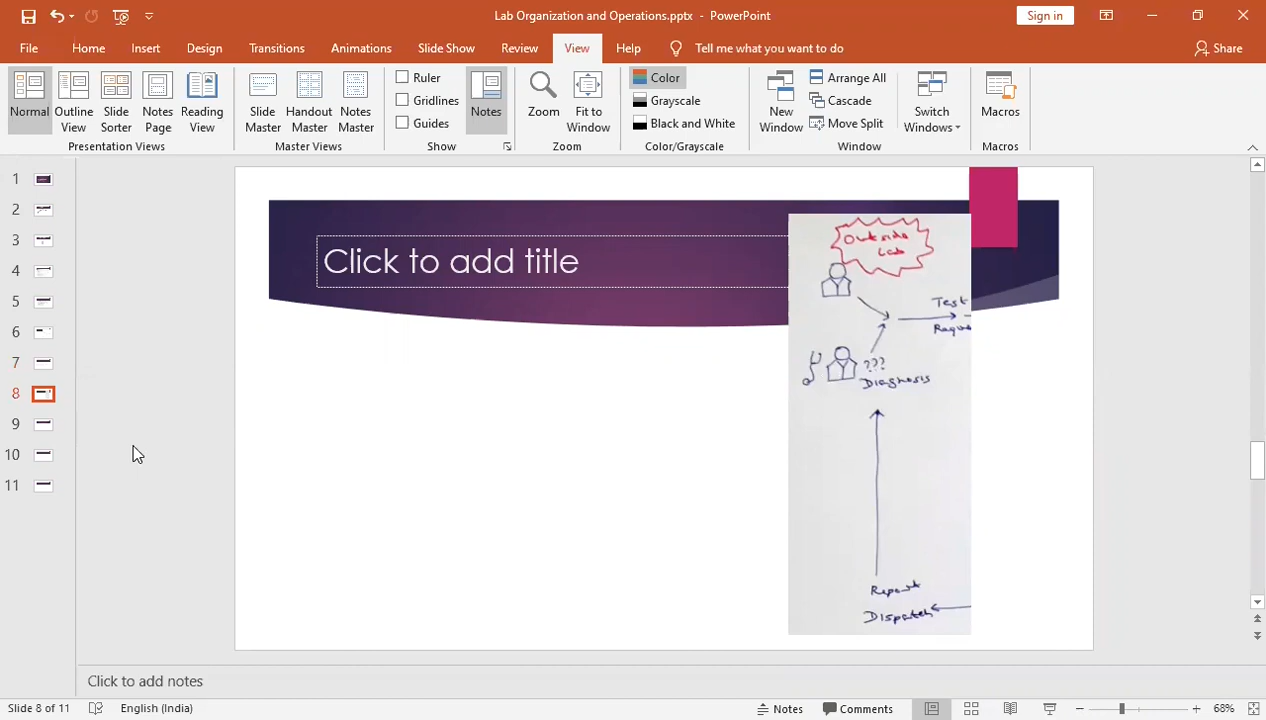 Lab Organization and Operations.pptx - PowerPoint
Sign in
File Home Insert Design Transitions Animations Slide Show Review View Help Tell me what you want to do Share
Normal
Outline View
Slide Sorter
Notes Page
Reading View
Presentation Views
Slide Master
Handout Master
Notes Master
Master Views
Ruler
Gridlines
Guides
Show
Notes
Zoom
Fit to Window
Zoom
Color
Grayscale
Black and White
Color/Grayscale
New Window
Arrange All
Cascade
Move Split
Switch Windows
Window
Macros
Macros
1
2
3
4
5
6
7
8
9
10
11
Click to add title
Outside
Lab
Test
Reque
???
Diagnosis
Report
Dispatch
Click to add notes
Slide 8 of 11 English (India) Notes Comments 68%